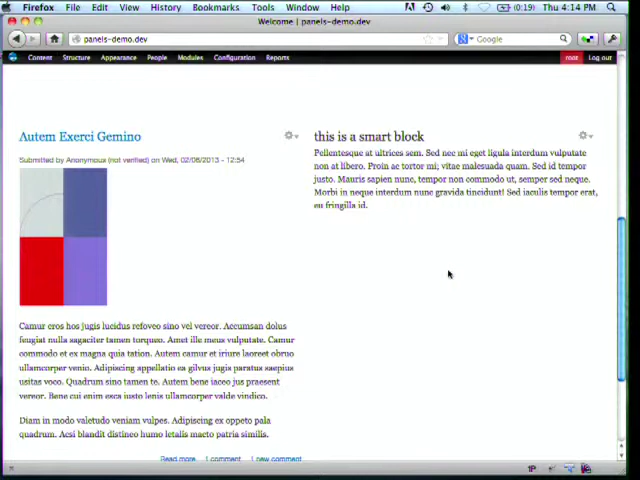 Firefox File Edit View History Bookmarks Tools Window Help (0:19) Thu 4:14 PM
Welcome | panels-demo.dev
panels-demo.dev Google
Content Structure Appearance People Modules Configuration Reports root Log out
Autem Exerci Gemino
Submitted by Anonymous (not verified) on Wed, 02/06/2013 - 12:54
Camur eros hos jugis lucidus refoveo sino vel vereor. Accumsan dolus
feugiat nulla sagaciter tamen torqueo. Amet ille meus vulputate. Camur
commodo et ex magna quia tation. Autem camur et iriure laoreet obruo
ullamcorper venio. Adipiscing appellatio ea gilvus jugis paratus saepius
usitas voco. Quadrum sino tamen te. Autem bene iaceo jus praesent
vereor. Bene cui enim esca iusto lenis ullamcorper valde vindico.
Diam in modo valetudo veniam vulpes. Adipiscing ex oppeto pala
quadrum. Acsi blandit distineo humo letalis macto patria similis.
Read more 1 comment 1 new comment
this is a smart block
Pellentesque at ultrices sem. Sed nec mi eget ligula interdum vulputate
non at libero. Proin ac tortor mi; vitae malesuada quam. Sed id tempor
justo. Mauris sapien nunc, tempor non commodo ut, semper sed neque.
Morbi in neque interdum nunc gravida tincidunt! Sed iaculis tempor erat,
eu fringilla id.